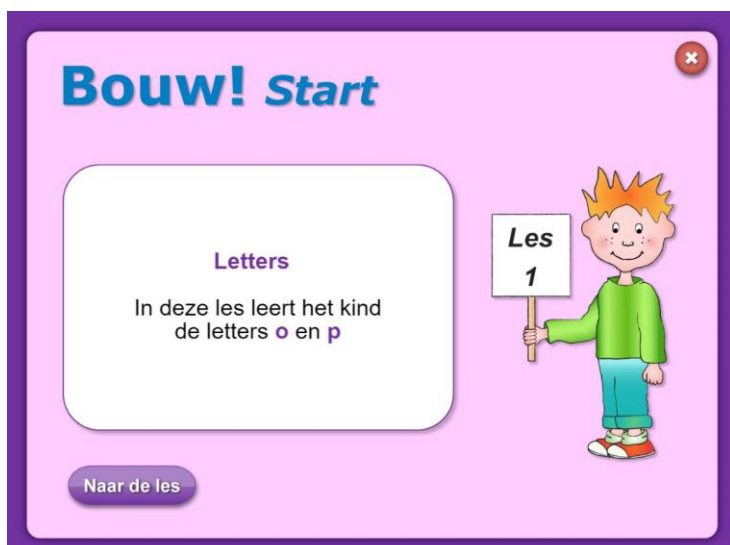 Bouw! Start
Letters
In deze les leert het kind
de letters o en p
Les
1
Naar de les